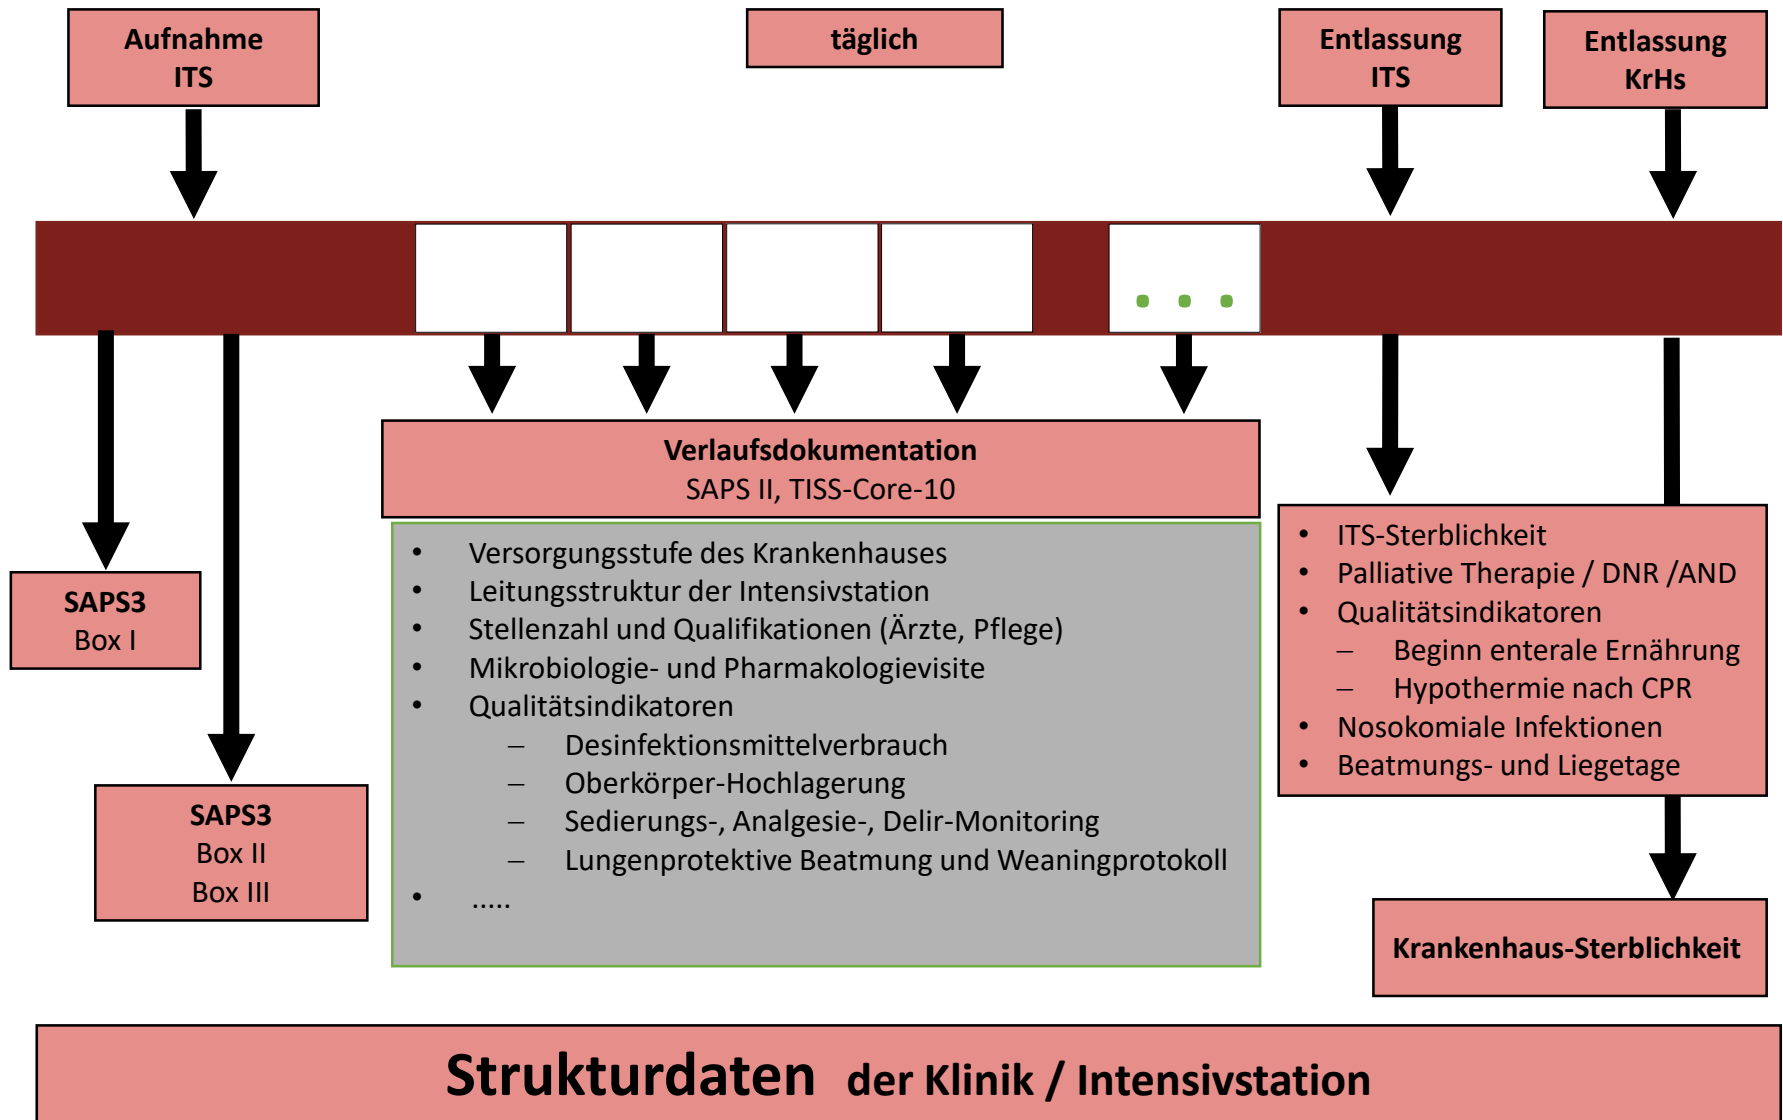 Aufnahme
ITS
täglich
Entlassung
ITS
Entlassung
KrHs
. . .
Verlaufsdokumentation
SAPS II, TISS-Core-10
• Versorgungsstufe des Krankenhauses
• Leitungsstruktur der Intensivstation
• Stellenzahl und Qualifikationen (Ärzte, Pflege)
• Mikrobiologie- und Pharmakologievisite
• Qualitätsindikatoren
– Desinfektionsmittelverbrauch
– Oberkörper-Hochlagerung
– Sedierungs-, Analgesie-, Delir-Monitoring
– Lungenprotektive Beatmung und Weaningprotokoll
• .....
SAPS3
Box I
SAPS3
Box II
Box III
• ITS-Sterblichkeit
• Palliative Therapie / DNR /AND
• Qualitätsindikatoren
– Beginn enterale Ernährung
– Hypothermie nach CPR
• Nosokomiale Infektionen
• Beatmungs- und Liegetage
Krankenhaus-Sterblichkeit
Strukturdaten der Klinik / Intensivstation